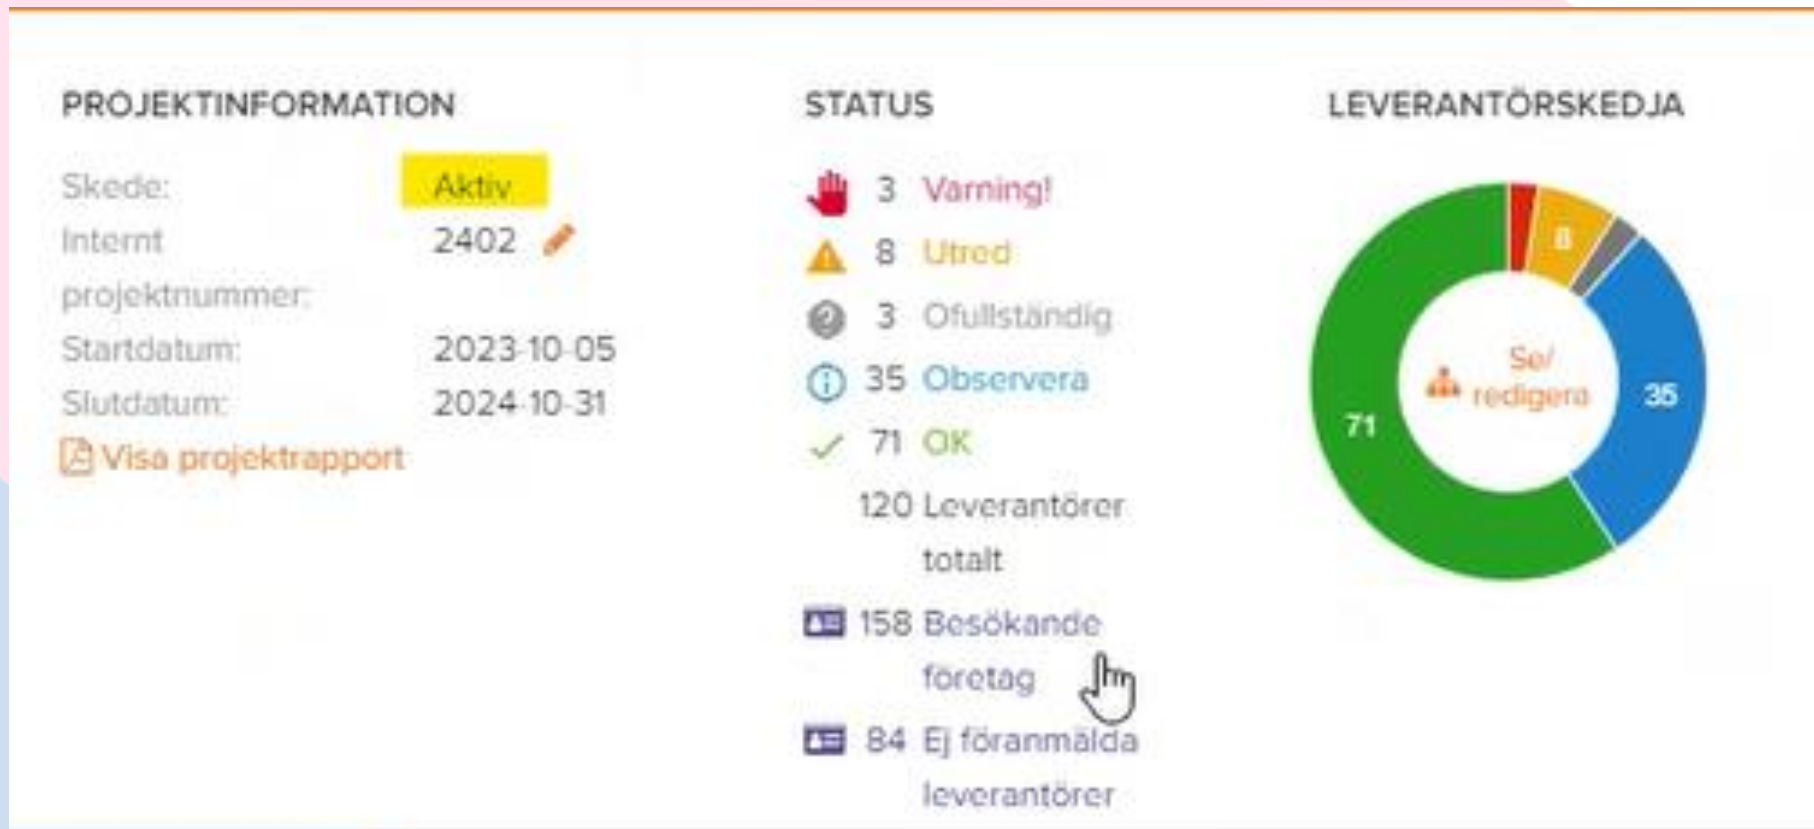 PROJEKTINFORMATION
Skede: Aktiv
Internt 2402
projektnummer:
Startdatum: 2023-10-05
Slutdatum: 2024-10-31
Visa projektrapport
STATUS
3 Varning!
8 Utred
3 Ofullständig
35 Observera
71 OK
120 Leverantörer
totalt
158 Besökande
företag
84 Ej föranmälda
leverantörer
LEVERANTÖRSKEDJA
8
Se/
redigera
35
71